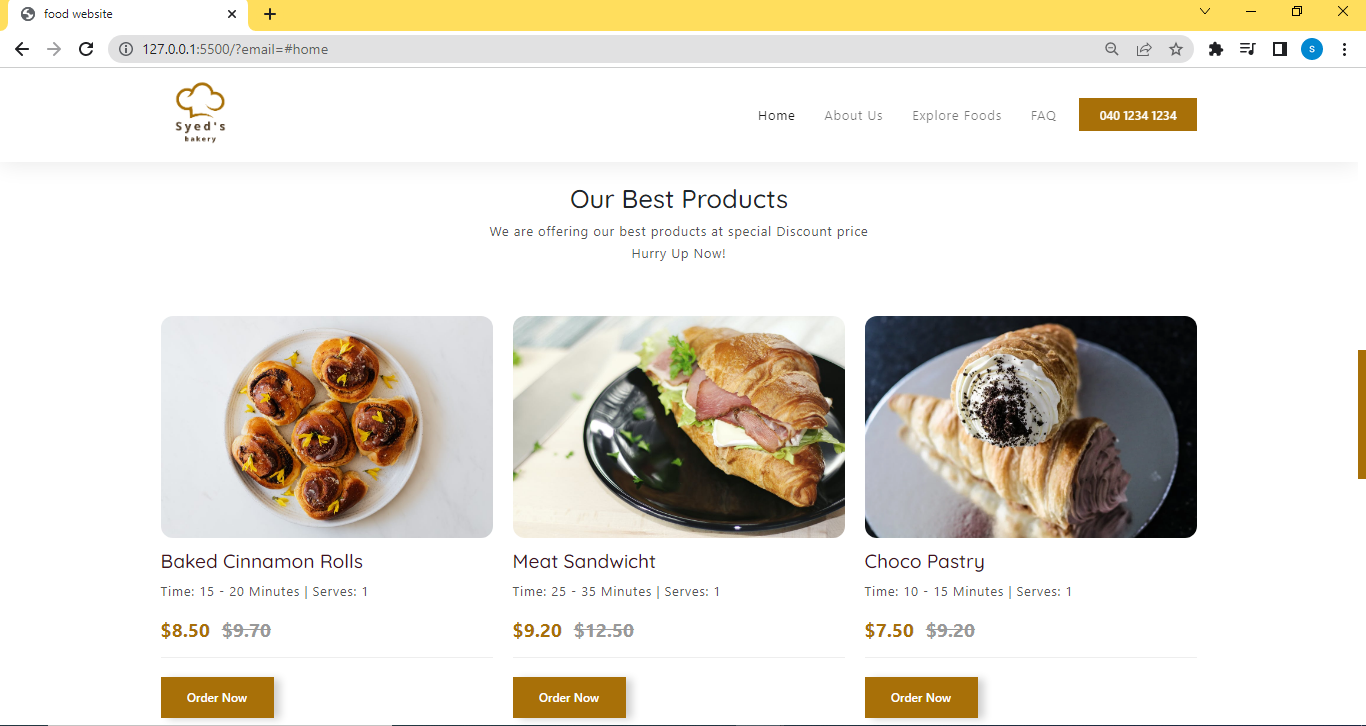 food website
127.0.0.1:5500/?email=#home
S
Syed's
bakery
Home
About Us
Explore Foods
FAQ
040 1234 1234
Our Best Products
We are offering our best products at special Discount price
Hurry Up Now!
Baked Cinnamon Rolls
Time: 15 - 20 Minutes | Serves: 1
$8.50 $9.70
Order Now
Meat Sandwicht
Time: 25 - 35 Minutes | Serves: 1
$9.20 $12.50
Order Now
Choco Pastry
Time: 10 - 15 Minutes | Serves: 1
$7.50 $9.20
Order Now